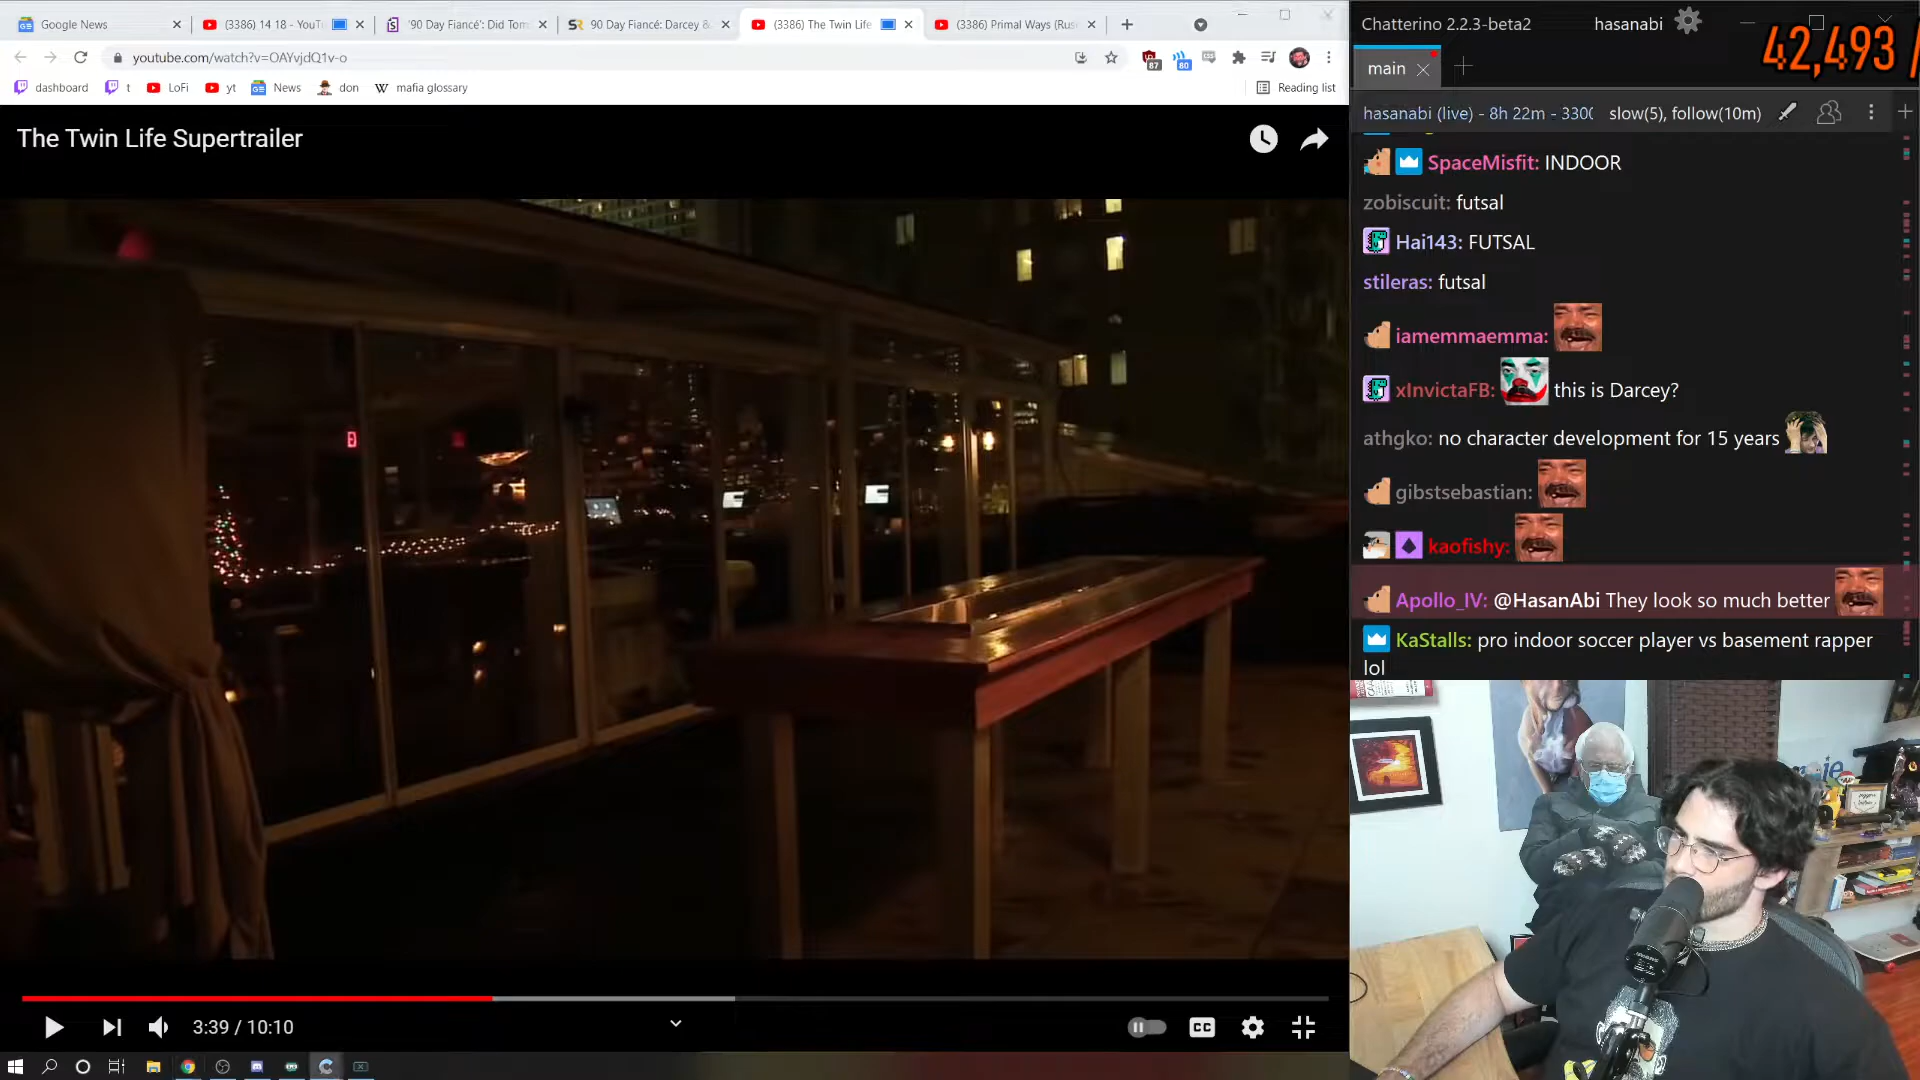 Google News
(3386) 14 18 - YouT
'90 Day Fiancé': Did Tom
90 Day Fiancé: Darcey &
(3386) The Twin Life
(3386) Primal Ways (Rus
youtube.com/watch?v=OAYvjdQ1v-o
87
80
dashboard
t
LoFi
yt
News
don
mafia glossary
Reading list
The Twin Life Supertrailer
3:39 / 10:10
CC
Chatterino 2.2.3-beta2
hasanabi
42,493 /
main
hasanabi (live) - 8h 22m - 330
slow(5), follow(10m)
SpaceMisfit: INDOOR
zobiscuit: futsal
Hai143: FUTSAL
stileras: futsal
iamemmaemma:
xInvictaFB: this is Darcey?
athgko: no character development for 15 years
gibstsebastian:
kaofishy:
Apollo_IV: @HasanAbi They look so much better
KaStalls: pro indoor soccer player vs basement rapper
lol